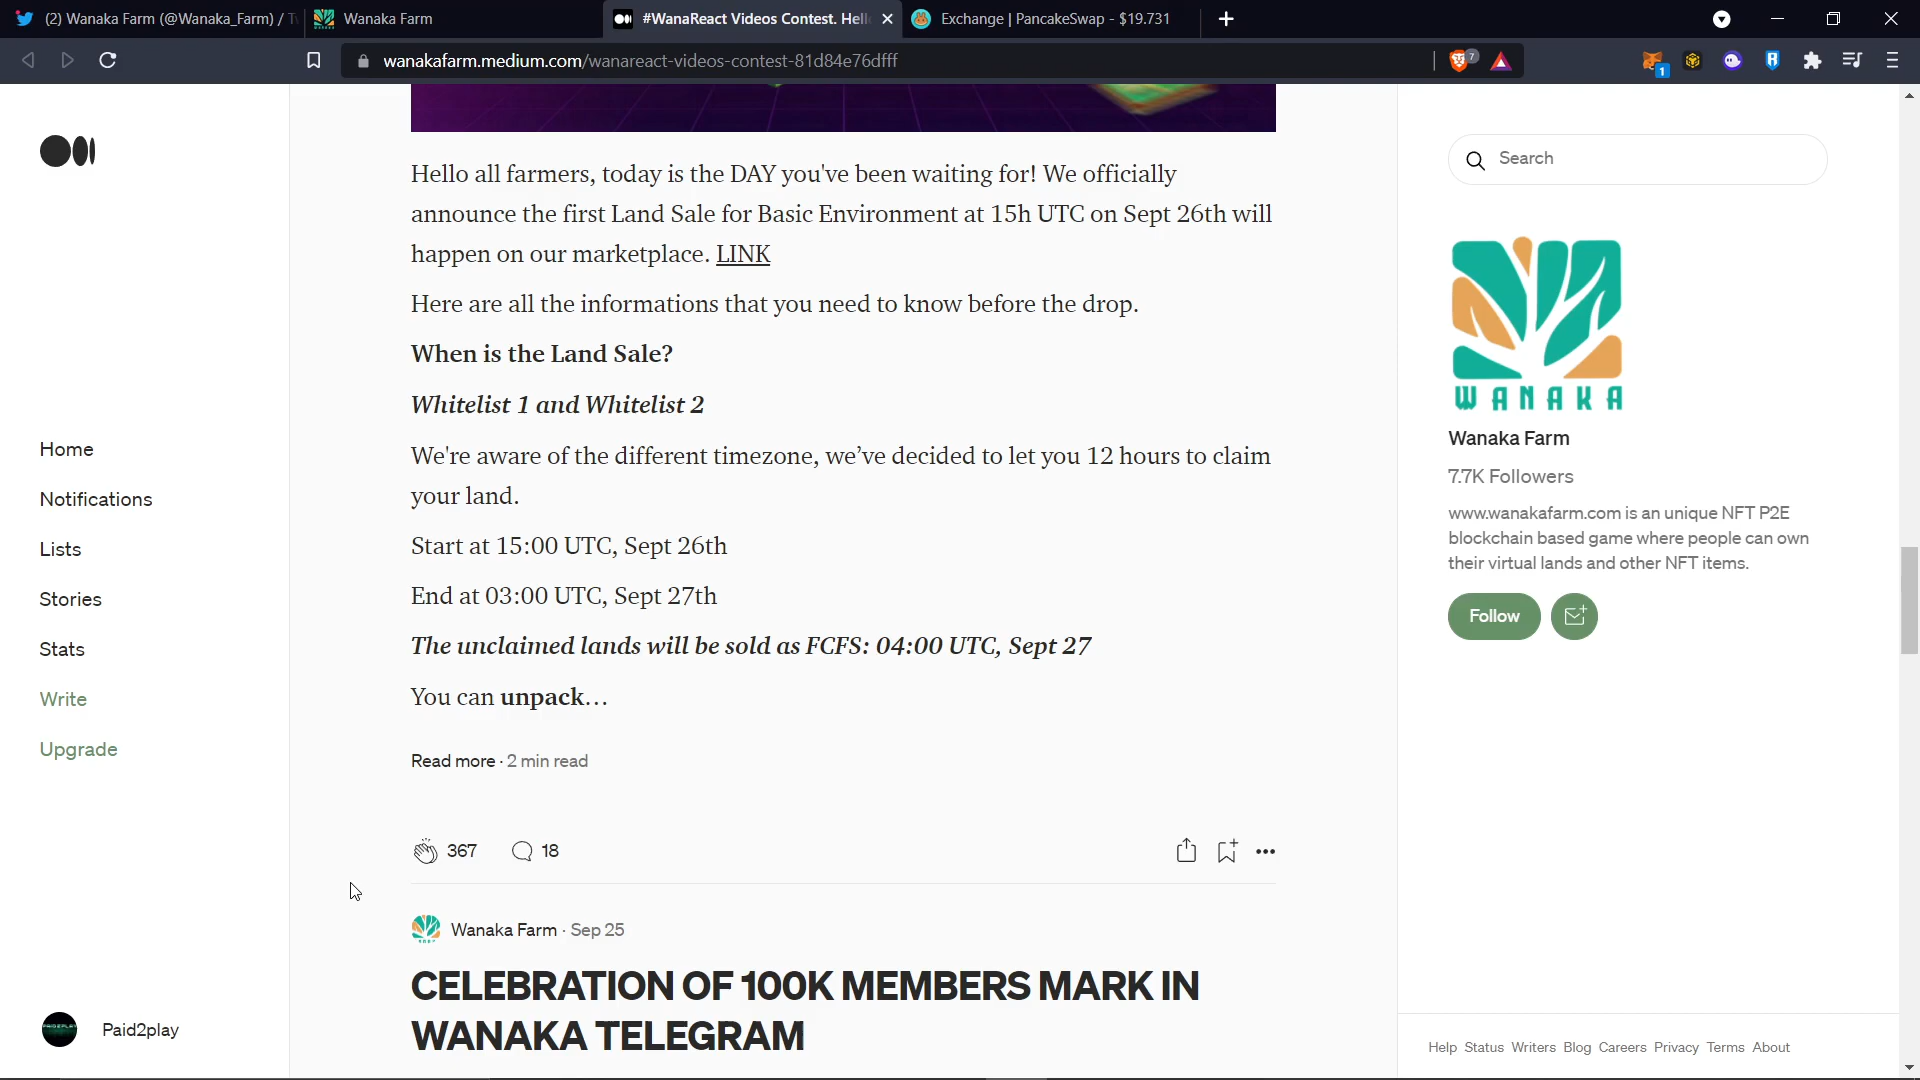 (2) Wanaka Farm (@Wanaka_Farm) / Tw
Wanaka Farm
#WanaReact Videos Contest. Hell
Exchange | PancakeSwap - $19.731
wanakafarm.medium.com/wanareact-videos-contest-81d84e76dfff
7
1
Hello all farmers, today is the DAY you've been waiting for! We officially
announce the first Land Sale for Basic Environment at 15h UTC on Sept 26th will
happen on our marketplace. LINK
Here are all the informations that you need to know before the drop.
When is the Land Sale?
Whitelist 1 and Whitelist 2
We're aware of the different timezone, we’ve decided to let you 12 hours to claim
your land.
Start at 15:00 UTC, Sept 26th
End at 03:00 UTC, Sept 27th
The unclaimed lands will be sold as FCFS: 04:00 UTC, Sept 27
You can unpack…
Read more · 2 min read
367
18
Wanaka Farm · Sep 25
CELEBRATION OF 100K MEMBERS MARK IN
WANAKA TELEGRAM
Home
Notifications
Lists
Stories
Stats
Write
Upgrade
Paid2play
Search
WANAKA
Wanaka Farm
7.7K Followers
www.wanakafarm.com is an unique NFT P2E
blockchain based game where people can own
their virtual lands and other NFT items.
Follow
Help Status Writers Blog Careers Privacy Terms About